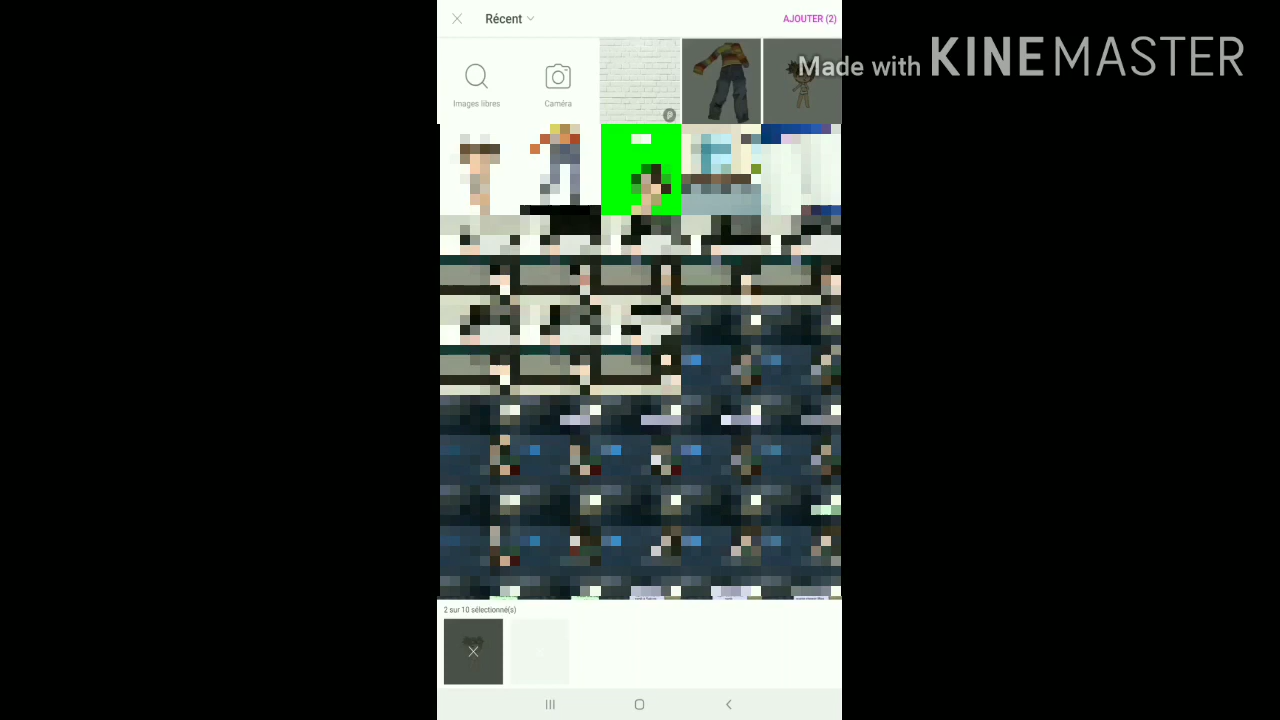 Récent
AJOUTER (2)
Made with KINEMASTER
Images libres
Caméra
P
2 sur 10 sélectionné(s)